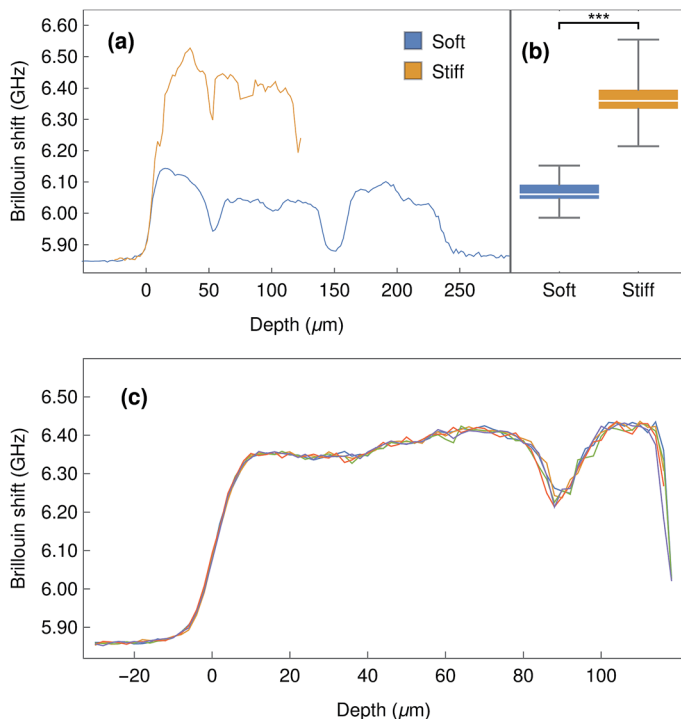 (a)
Soft
Stiff
Brillouin shift (GHz)
6.60
6.50
6.40
6.30
6.20
6.10
6.00
5.90
0
50
100
150
200
250
Depth (µm)
(b)
***
Soft
Stiff
(c)
Brillouin shift (GHz)
6.50
6.40
6.30
6.20
6.10
6.00
5.90
−20
0
20
40
60
80
100
Depth (µm)